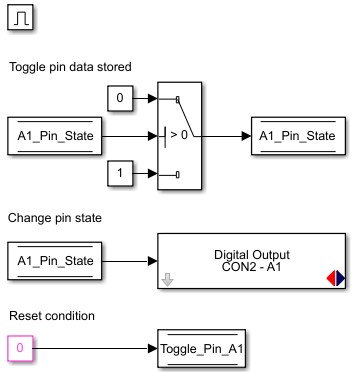 Toggle pin data stored
0
A1_Pin_State
> 0
A1_Pin_State
1
Change pin state
A1_Pin_State
Digital Output
CON2 - A1
Reset condition
0
Toggle_Pin_A1